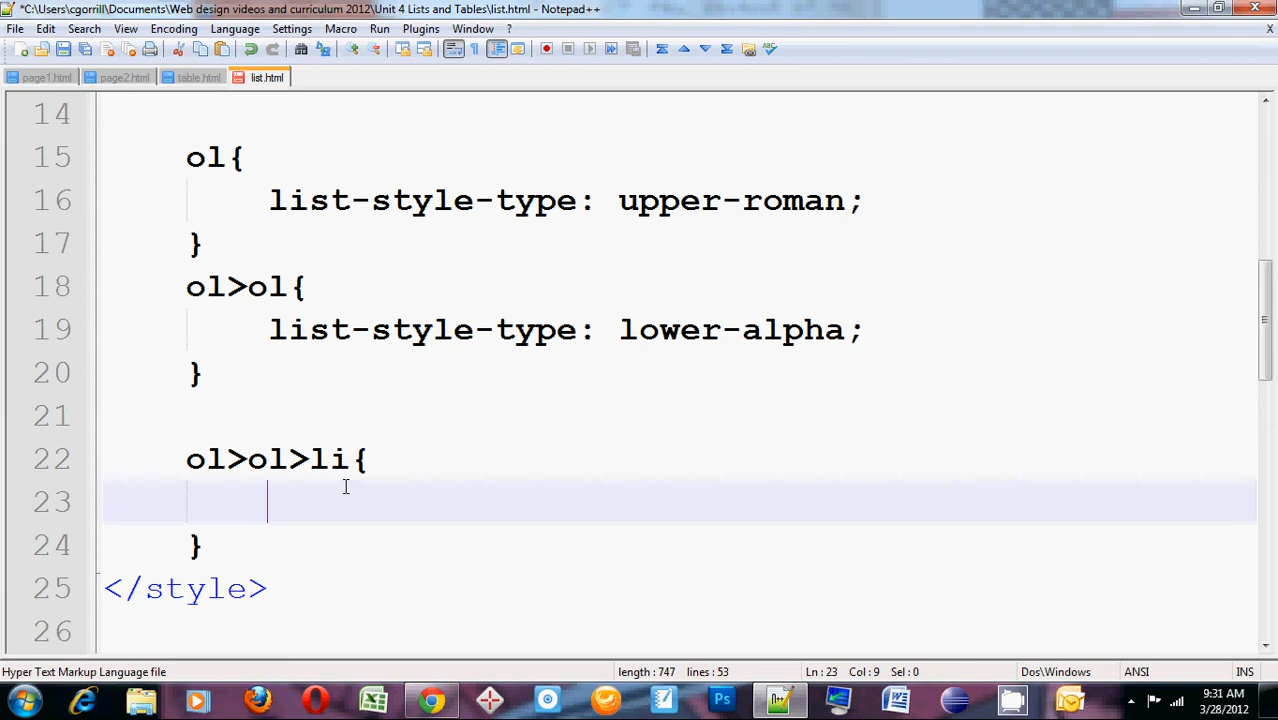 *C:\Users\cgorrill\Documents\Web design videos and curriculum 2012\Unit 4 Lists and Tables\list.html - Notepad++
File Edit Search View Encoding Language Settings Macro Run Plugins Window ? X
page1.html page2.html table.html list.html
14
15 ol{
16 list-style-type: upper-roman;
17 }
18 ol>ol{
19 list-style-type: lower-alpha;
20 }
21
22 ol>ol>li{
23
24 }
25 </style>
26
Hyper Text Markup Language file length : 747 lines : 53 Ln : 23 Col : 9 Sel : 0 Dos\Windows ANSI INS
9:31 AM
3/28/2012